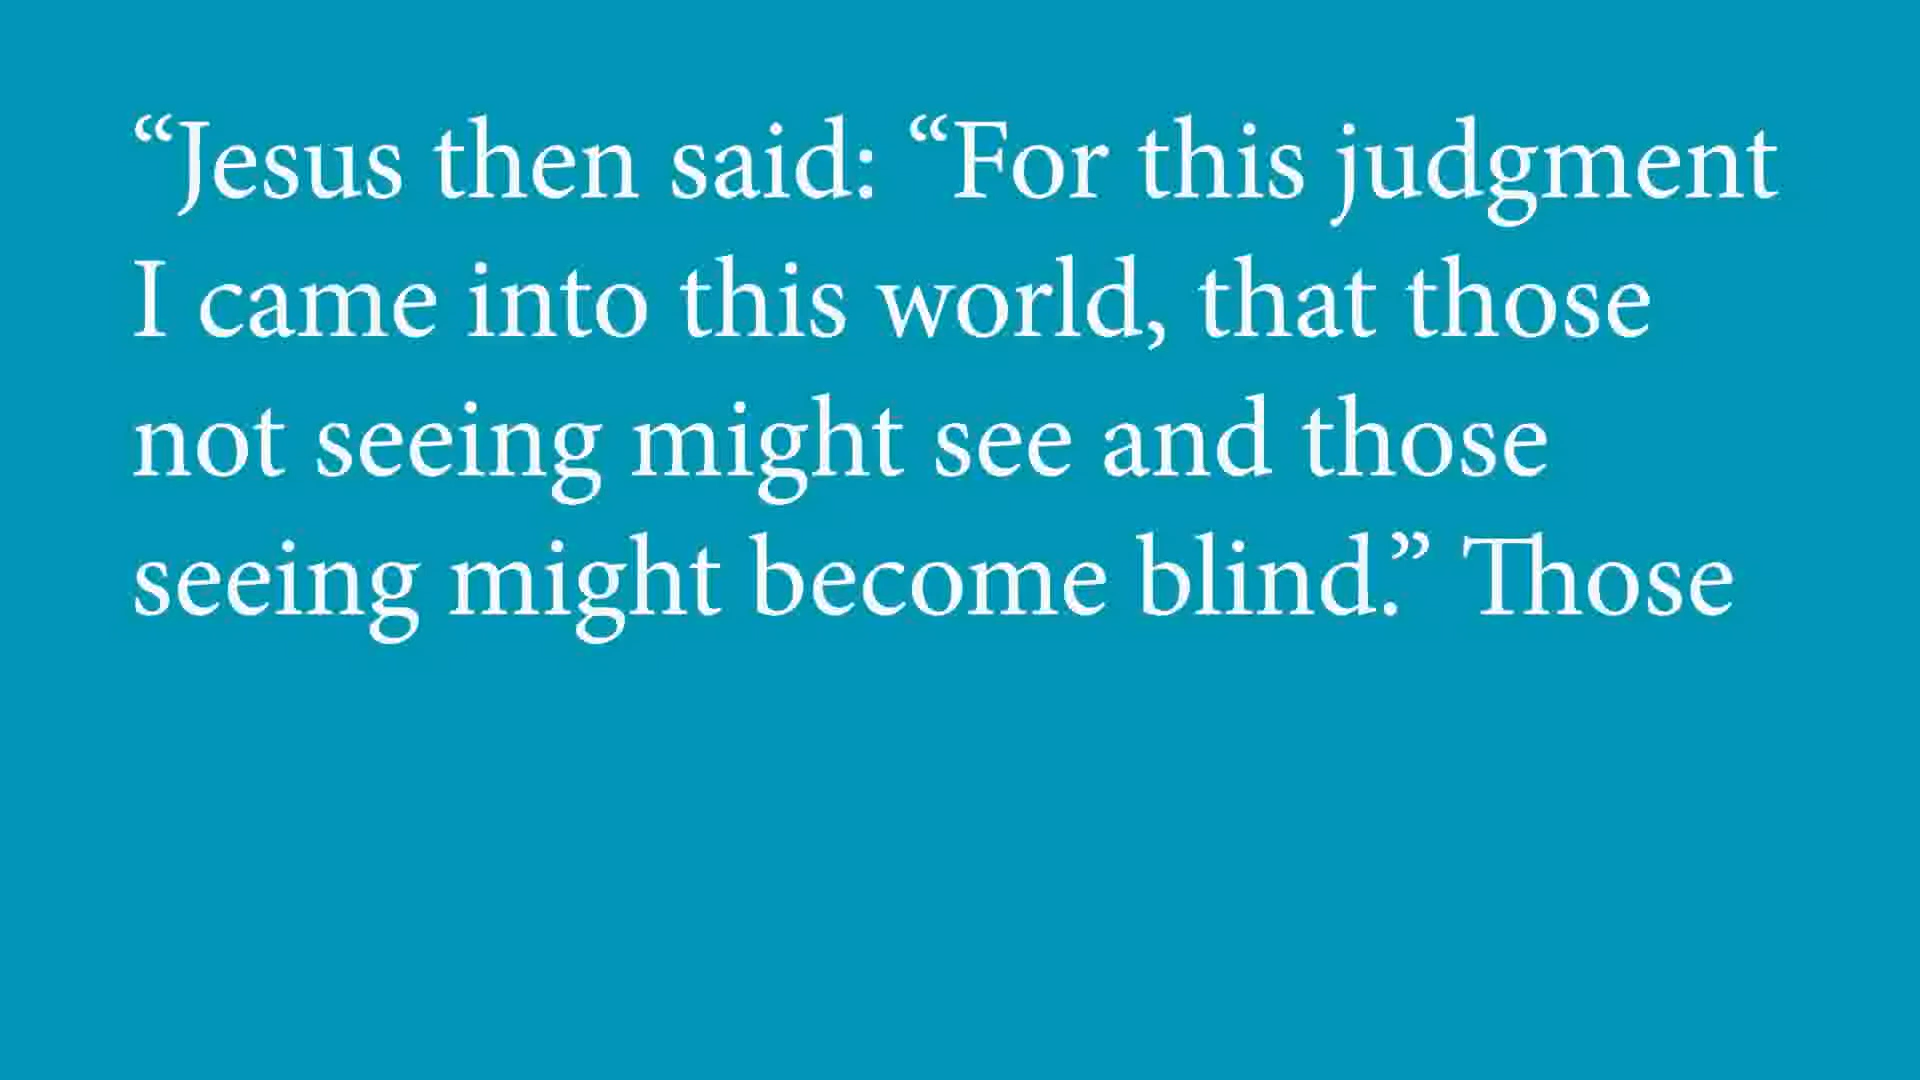 “Jesus then said: “For this judgment
I came into this world, that those
not seeing might see and those
seeing might become blind.” Those